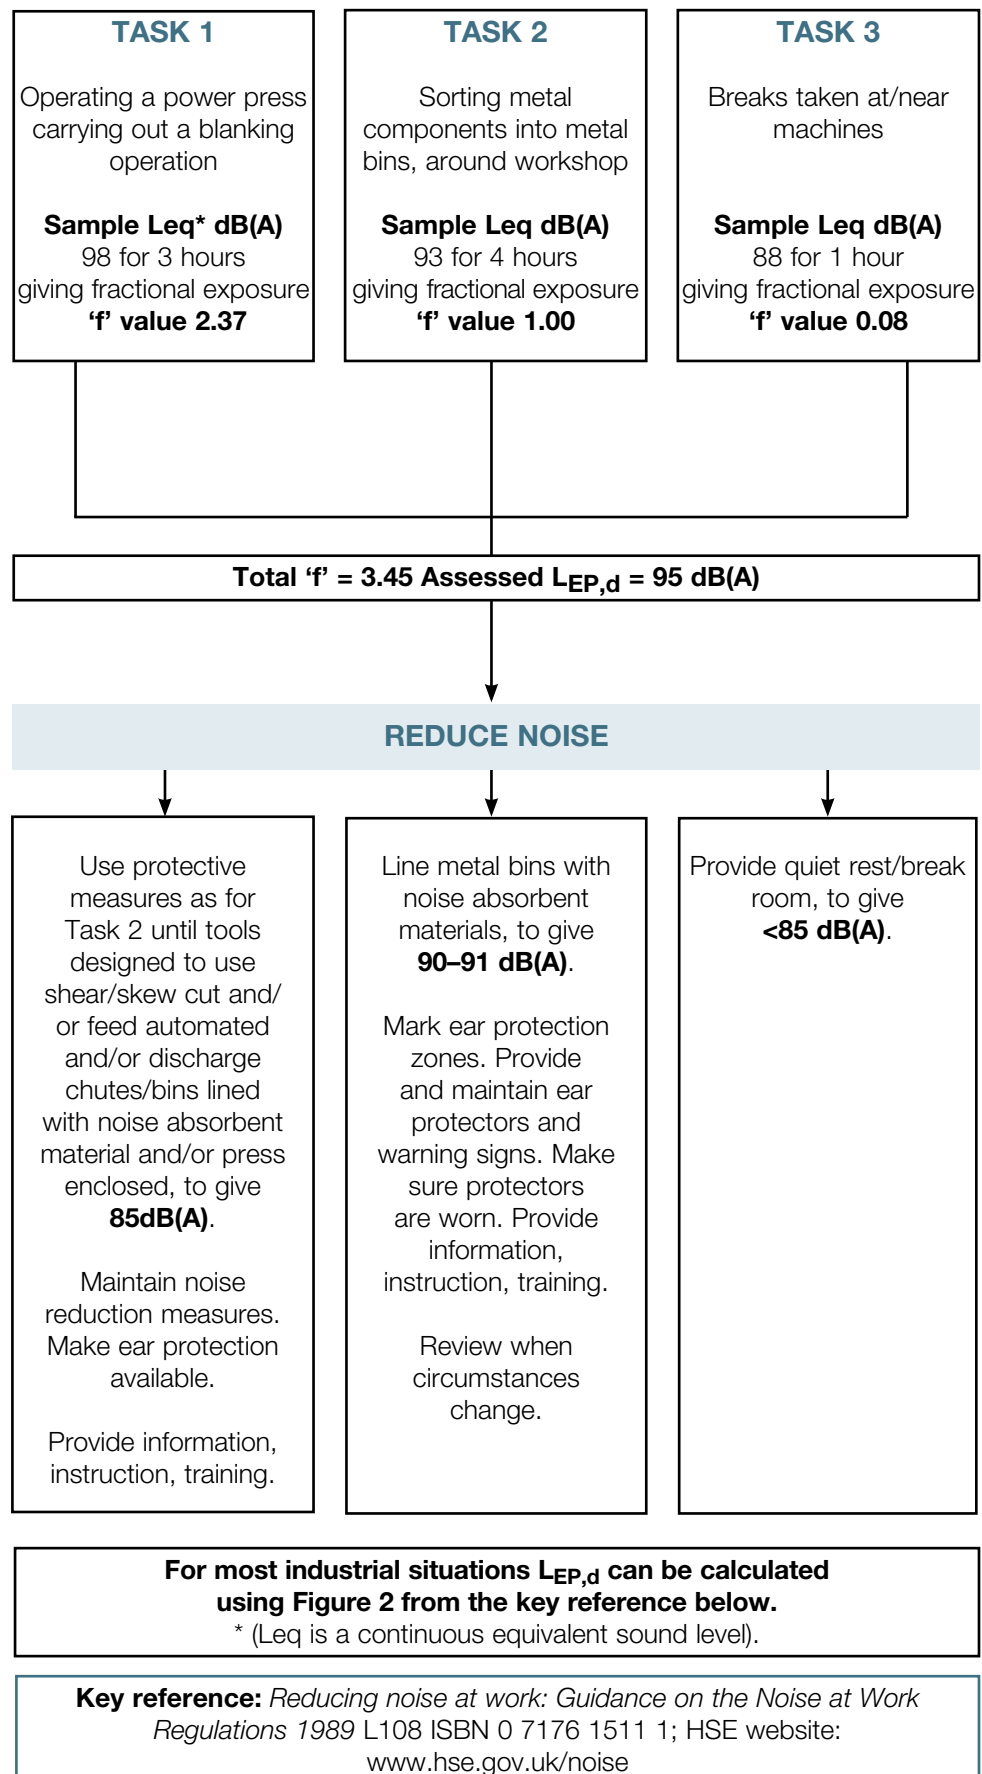 TASK 1
Operating a power press
carrying out a blanking
operation
Sample Leq* dB(A)
98 for 3 hours
giving fractional exposure
‘f’ value 2.37
TASK 2
Sorting metal
components into metal
bins, around workshop
Sample Leq dB(A)
93 for 4 hours
giving fractional exposure
‘f’ value 1.00
TASK 3
Breaks taken at/near
machines
Sample Leq dB(A)
88 for 1 hour
giving fractional exposure
‘f’ value 0.08
Total ‘f’ = 3.45 Assessed LEP,d = 95 dB(A)
REDUCE NOISE
Use protective
measures as for
Task 2 until tools
designed to use
shear/skew cut and/
or feed automated
and/or discharge
chutes/bins lined
with noise absorbent
material and/or press
enclosed, to give
85dB(A).
Maintain noise
reduction measures.
Make ear protection
available.
Provide information,
instruction, training.
Line metal bins with
noise absorbent
materials, to give
90–91 dB(A).
Mark ear protection
zones. Provide
and maintain ear
protectors and
warning signs. Make
sure protectors
are worn. Provide
information,
instruction, training.
Review when
circumstances
change.
Provide quiet rest/break
room, to give
<85 dB(A).
For most industrial situations LEP,d can be calculated
using Figure 2 from the key reference below.
* (Leq is a continuous equivalent sound level).
Key reference: Reducing noise at work: Guidance on the Noise at Work
Regulations 1989 L108 ISBN 0 7176 1511 1; HSE website:
www.hse.gov.uk/noise